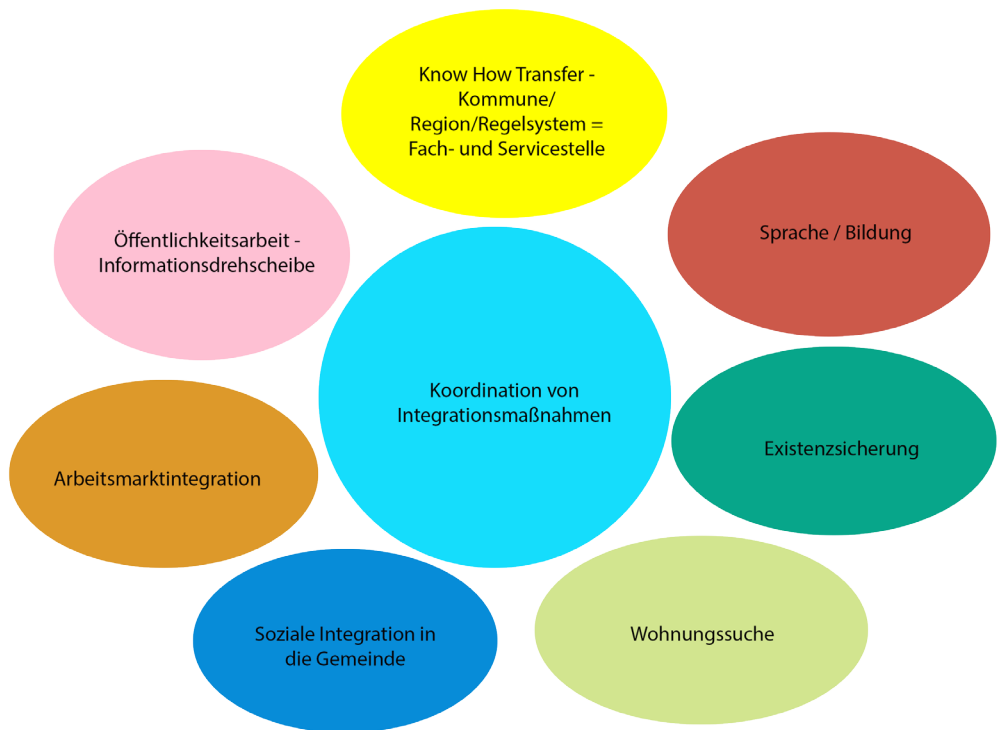 Know How Transfer -
Kommune/
Region/Regelsystem =
Fach- und Servicestelle
Sprache / Bildung
Öffentlichkeitsarbeit -
Informationsdrehscheibe
Koordination von
Integrationsmaßnahmen
Existenzsicherung
Arbeitsmarktintegration
Soziale Integration in
die Gemeinde
Wohnungssuche